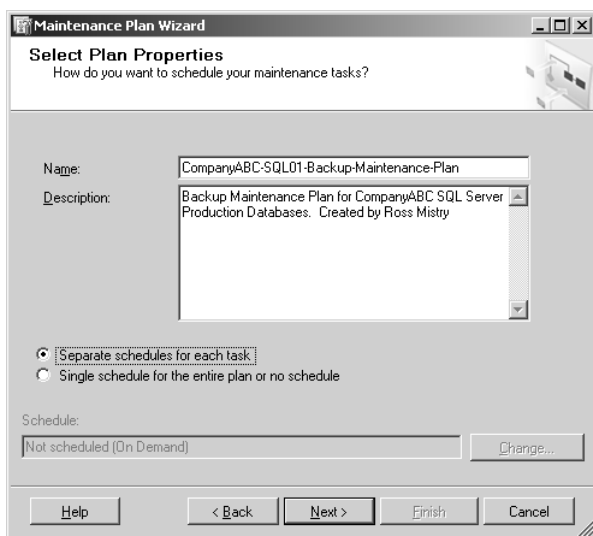 Maintenance Plan Wizard
Select Plan Properties
How do you want to schedule your maintenance tasks?
Name:
CompanyABC-SQL01-Backup-Maintenance-Plan
Description:
Backup Maintenance Plan for CompanyABC SQL Server
Production Databases.  Created by Ross Mistry
Separate schedules for each task
Single schedule for the entire plan or no schedule
Schedule:
Not scheduled (On Demand)
Change...
Help
< Back
Next >
Finish
Cancel